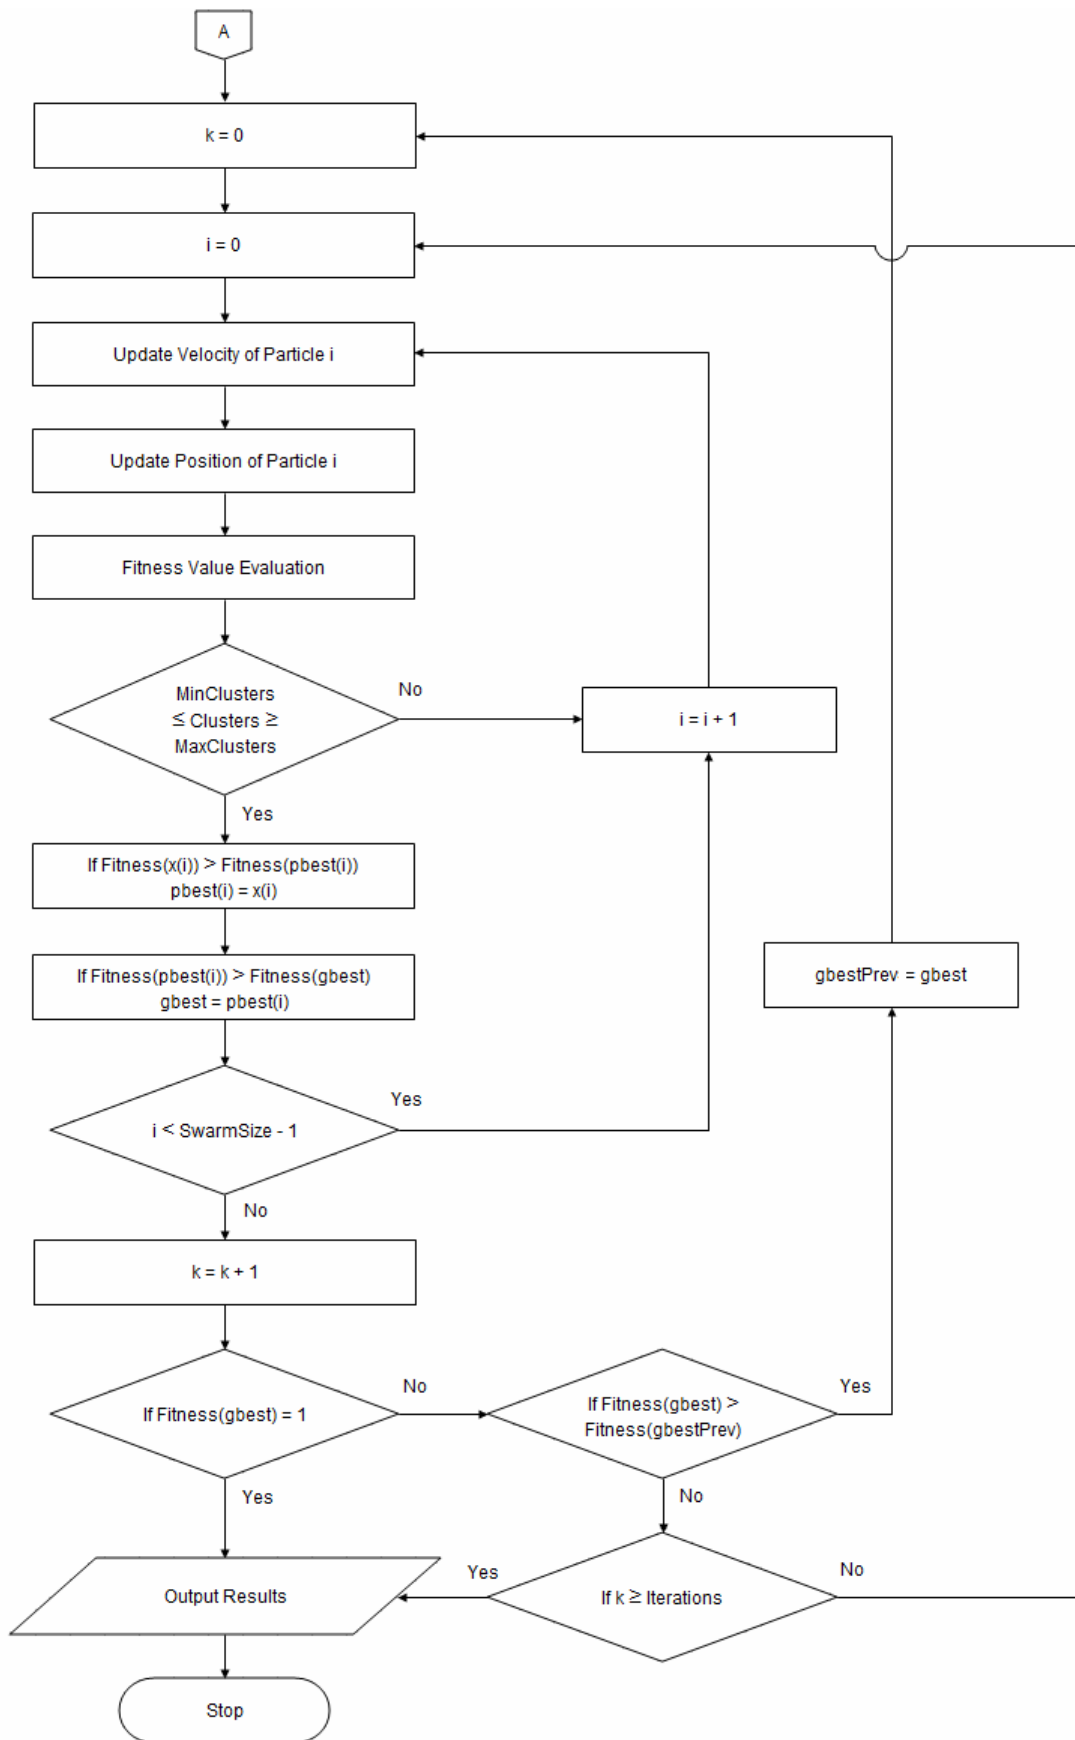 A
k = 0
i = 0
Update Velocity of Particle i
Update Position of Particle i
Fitness Value Evaluation
MinClusters
≤ Clusters ≥
MaxClusters
No
i = i + 1
Yes
If Fitness(x(i)) > Fitness(pbest(i))
pbest(i) = x(i)
If Fitness(pbest(i)) > Fitness(gbest)
gbest = pbest(i)
gbestPrev = gbest
i < SwarmSize - 1
Yes
No
k = k + 1
If Fitness(gbest) = 1
No
If Fitness(gbest) >
Fitness(gbestPrev)
Yes
Yes
No
Output Results
Yes
If k ≥ Iterations
No
Stop